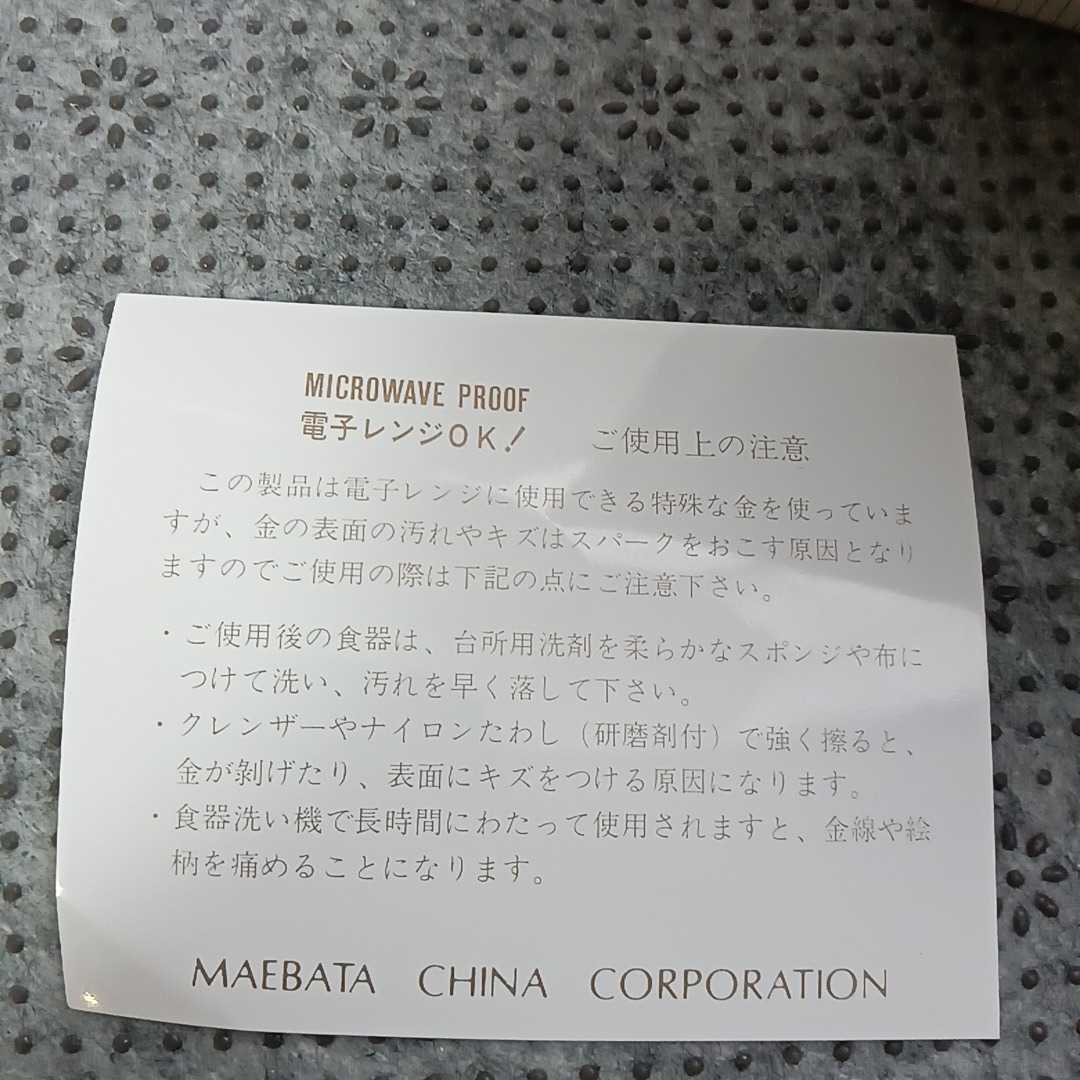 MICROWAVE PROOF
電子レンジOK! ご使用上の注意
この製品は電子レンジに使用できる特殊な金を使っていま
すが、金の表面の汚れやキズはスパークをおこす原因となり
ますのでご使用の際は下記の点にご注意下さい。
・ご使用後の食器は、台所用洗剤を柔らかなスポンジや布に
つけて洗い、汚れを早く落して下さい。
・クレンザーやナイロンたわし(研磨剤付)で強く擦ると、
金が剥げたり、表面にキズをつける原因になります。
・食器洗い機で長時間にわたって使用されますと、金線や絵
柄を痛めることになります。
MAEBATA CHINA CORPORATION